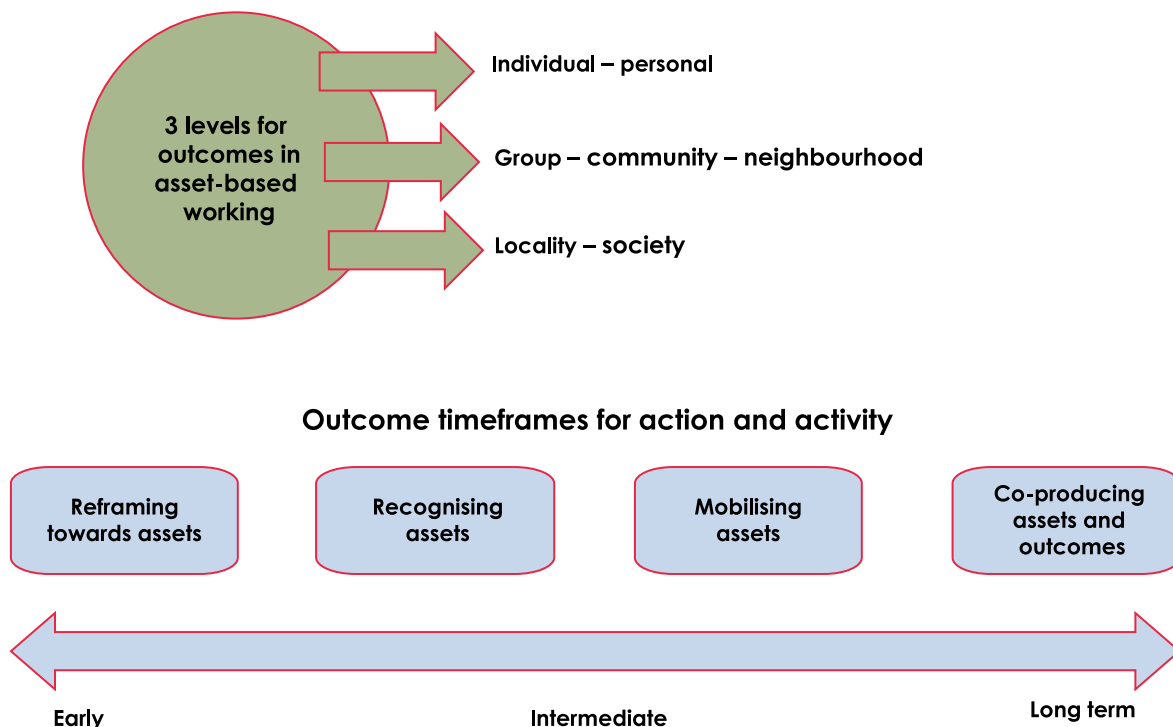 3 levels for
outcomes in
asset-based
working
Individual – personal
Group – community – neighbourhood
Locality – society
Outcome timeframes for action and activity
Reframing
towards assets
Recognising
assets
Mobilising
assets
Co-producing
assets and
outcomes
Early
Intermediate
Long term